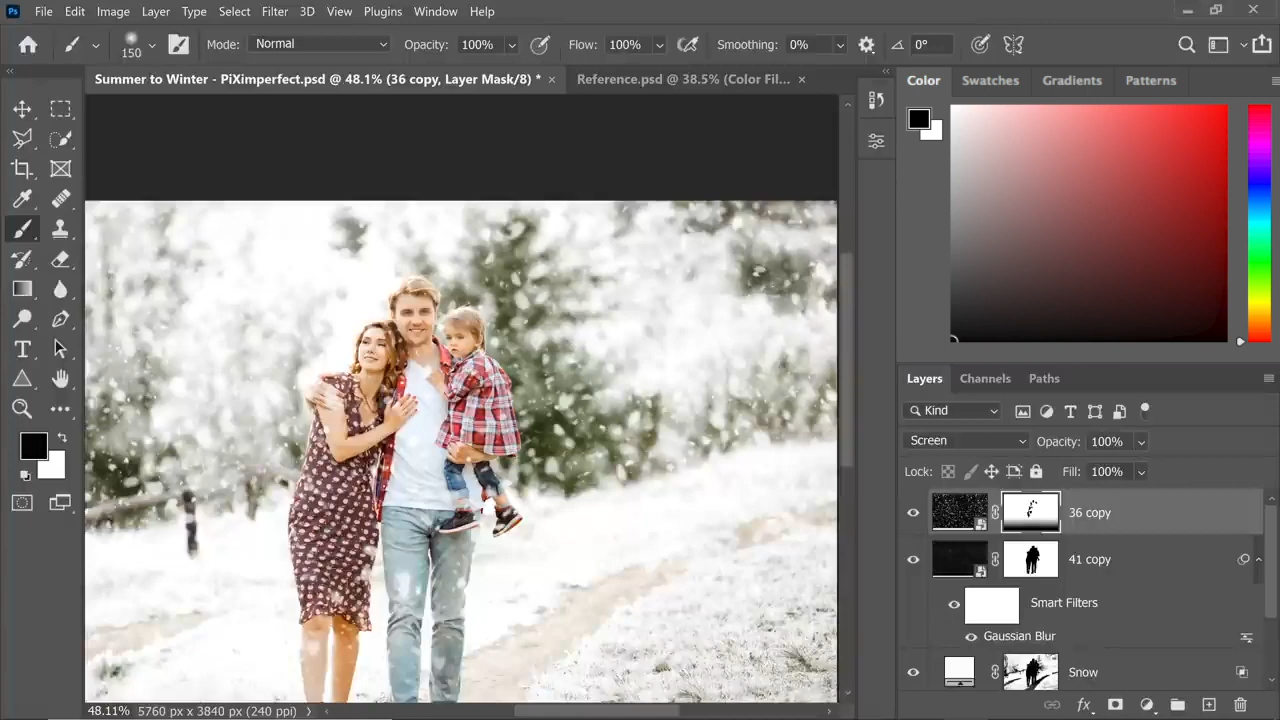 Ps File Edit Image Layer Type Select Filter 3D View Plugins Window Help
150 Mode: Normal Opacity: 100% Flow: 100% Smoothing: 0% 0°
Summer to Winter - PiXimperfect.psd @ 48.1% (36 copy, Layer Mask/8) * × Reference.psd @ 38.5% (Color Fil... ×
Color Swatches Gradients Patterns
Layers Channels Paths
Kind
Screen Opacity: 100%
Lock: Fill: 100%
36 copy
41 copy
Smart Filters
Gaussian Blur
Snow
48.11% 5760 px x 3840 px (240 ppi)
fx